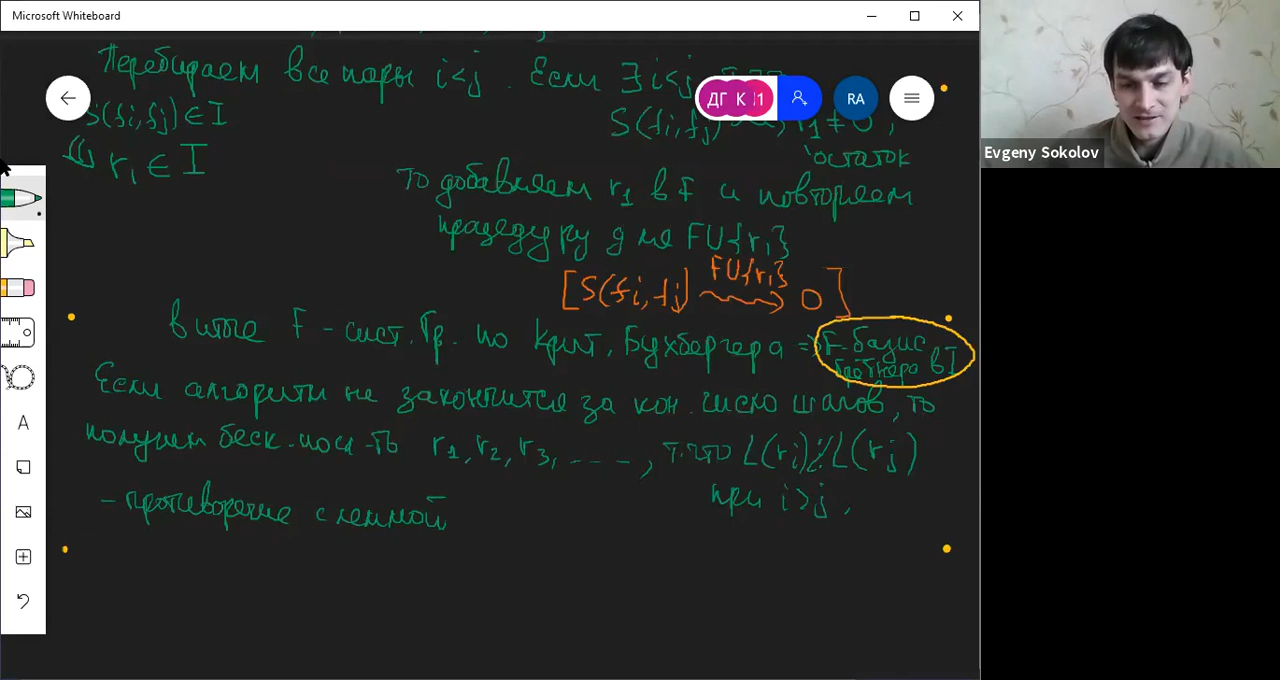 Microsoft Whiteboard
Перебираем все пары i<j. Если ∃ i<j
S(fi, fj) ∈ I
S(fi, fj) ⇝ r1 ≠ 0,
ДГ К RA
остаток
⇓ r1 ∈ I
Evgeny Sokolov
то добавляем r1 в F и повторяем
процедуру для F∪{r1}
[S(fi, fj) ⇝ 0]
F∪{r1}
В итоге F - сист. Гр. по Крит. Бухбергера => F-базис
Грёбнера в I
Если алгоритм не закончится за кон. число шагов, то
получим беск. посл-ть r1, r2, r3, ...., т.что L(ri) ⋮̸ L(rj)
при i>j,
- противоречие с леммой
A